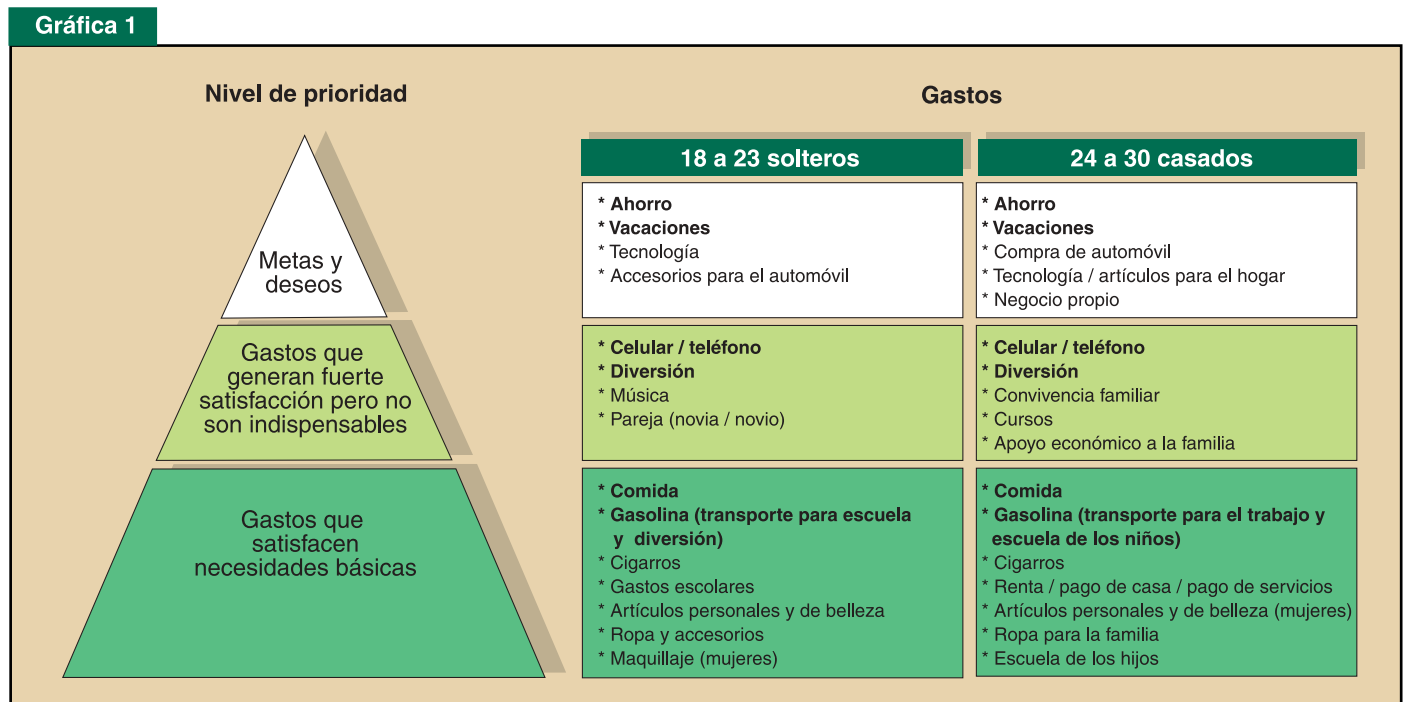 Gráfica 1
Nivel de prioridad
Gastos
18 a 23 solteros
24 a 30 casados
Metas y
deseos
* Ahorro
* Vacaciones
* Tecnología
* Accesorios para el automóvil
* Ahorro
* Vacaciones
* Compra de automóvil
* Tecnología / artículos para el hogar
* Negocio propio
Gastos que
generan fuerte
satisfacción pero no
son indispensables
* Celular / teléfono
* Diversión
* Música
* Pareja (novia / novio)
* Celular / teléfono
* Diversión
* Convivencia familiar
* Cursos
* Apoyo económico a la familia
Gastos que
satisfacen
necesidades básicas
* Comida
* Gasolina (transporte para escuela
y diversión)
* Cigarros
* Gastos escolares
* Artículos personales y de belleza
* Ropa y accesorios
* Maquillaje (mujeres)
* Comida
* Gasolina (transporte para el trabajo y
escuela de los niños)
* Cigarros
* Renta / pago de casa / pago de servicios
* Artículos personales y de belleza (mujeres)
* Ropa para la familia
* Escuela de los hijos